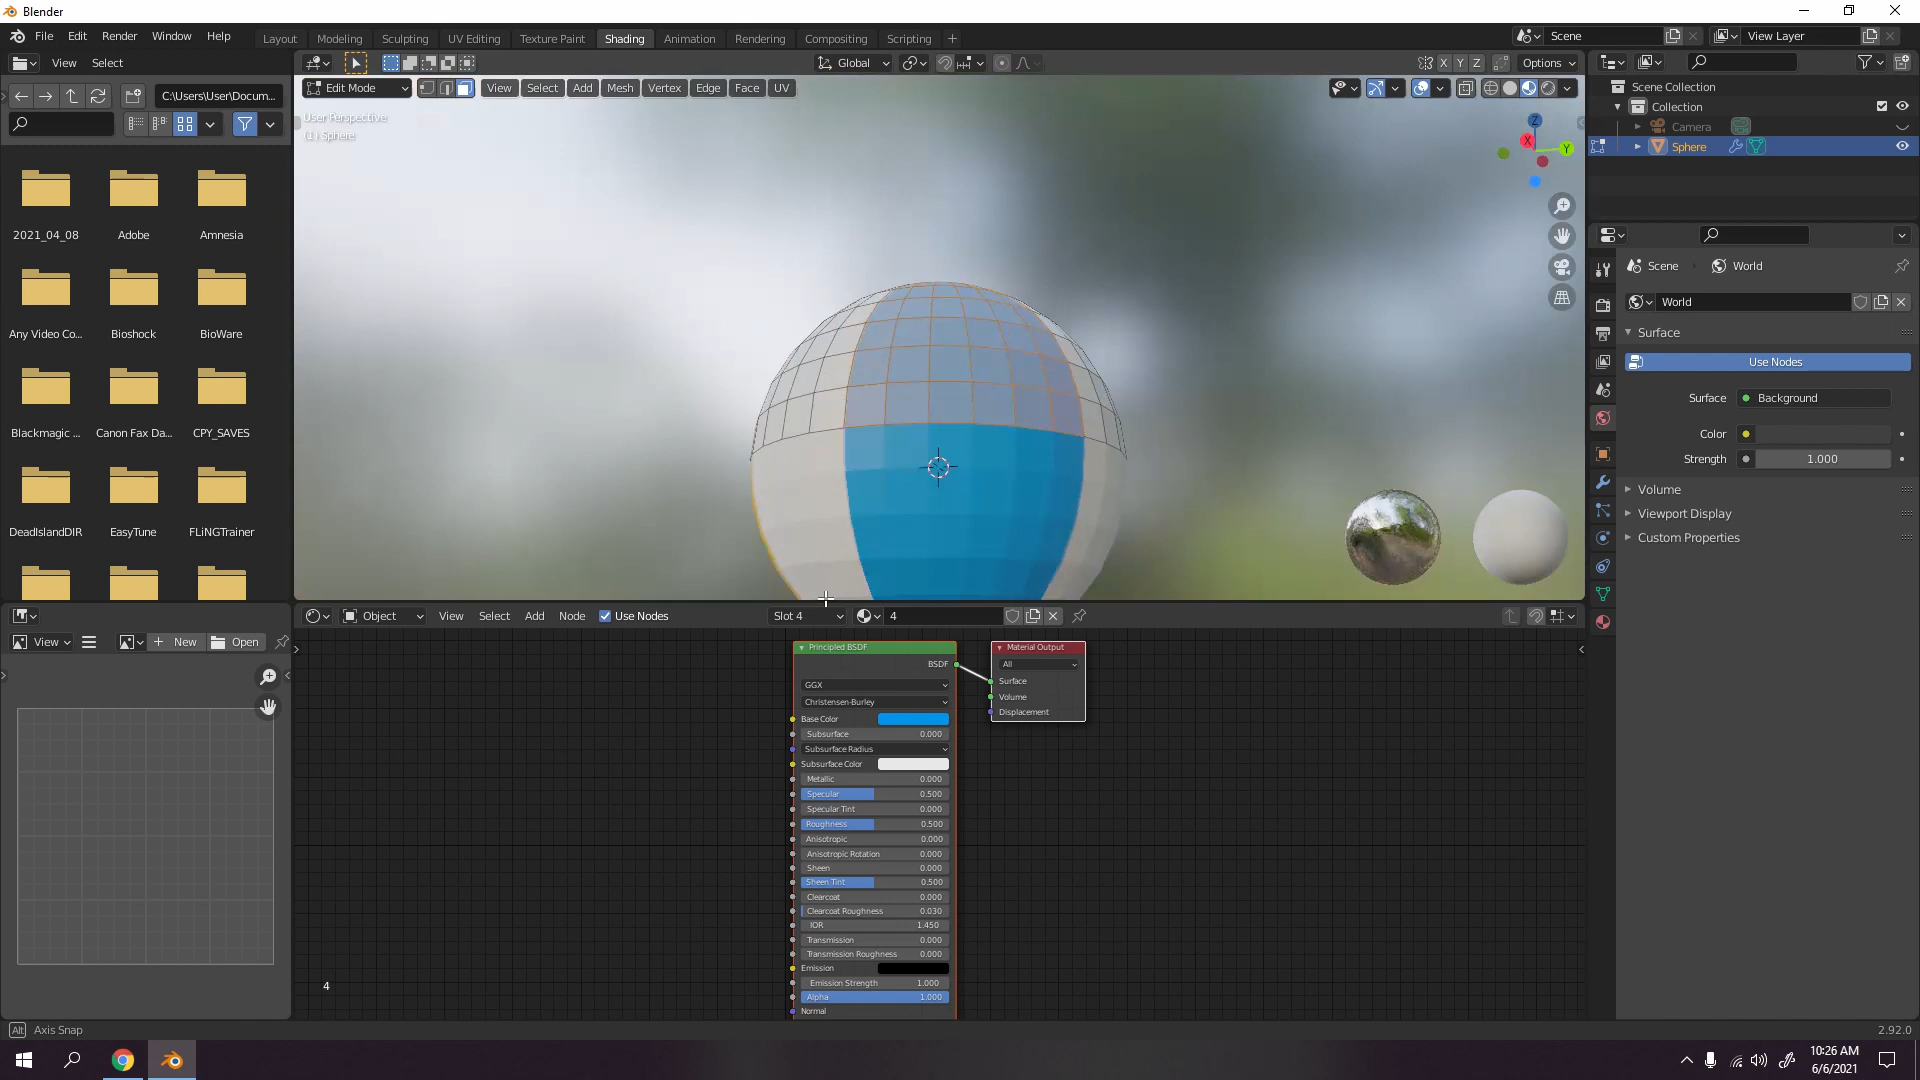 Blender
File Edit Render Window Help
Layout Modeling Sculpting UV Editing Texture Paint Shading Animation Rendering Compositing Scripting
Scene
View Layer
View Select
Global
X Y Z
Options
C:\Users\User\Docum...
Edit Mode
View Select Add Mesh Vertex Edge Face UV
User Perspective
(1) Sphere
Z
X
Y
Scene Collection
Collection
Camera
Sphere
2021_04_08 Adobe Amnesia
Any Video Co... Bioshock BioWare
Blackmagic ... Canon Fax Da... CPY_SAVES
DeadIslandDIR EasyTune FLiNGTrainer
Scene World
World
Surface
Use Nodes
Surface Background
Color
Strength 1.000
Volume
Viewport Display
Custom Properties
Object View Select Add Node Use Nodes
Slot 4
4
View New Open
Principled BSDF
BSDF
GGX
Christensen-Burley
Base Color
Subsurface 0.000
Subsurface Radius
Subsurface Color
Metallic 0.000
Specular 0.500
Specular Tint 0.000
Roughness 0.500
Anisotropic 0.000
Anisotropic Rotation 0.000
Sheen 0.000
Sheen Tint 0.500
Clearcoat 0.000
Clearcoat Roughness 0.030
IOR 1.450
Transmission 0.000
Transmission Roughness 0.000
Emission
Emission Strength 1.000
Alpha 1.000
Normal
Material Output
All
Surface
Volume
Displacement
4
Alt Axis Snap
2.92.0
10:26 AM
6/6/2021